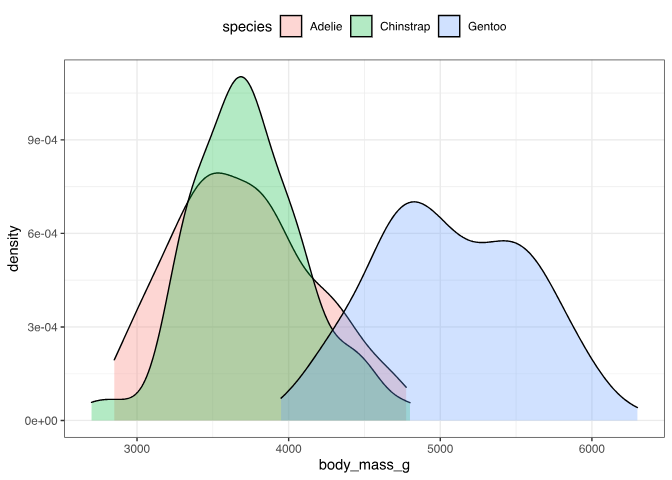 species Adelie Chinstrap Gentoo
density
9e-04
6e-04
3e-04
0e+00
3000 4000 5000 6000
body_mass_g